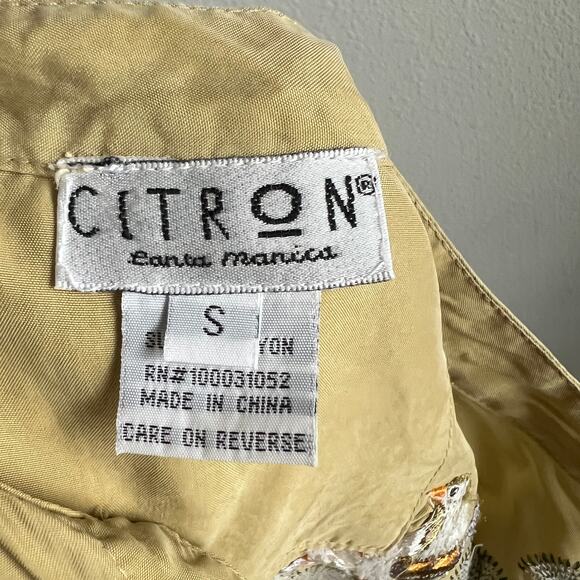 CITRON®
Santa Monica
S
RN#100031052
MADE IN CHINA
CARE ON REVERSE